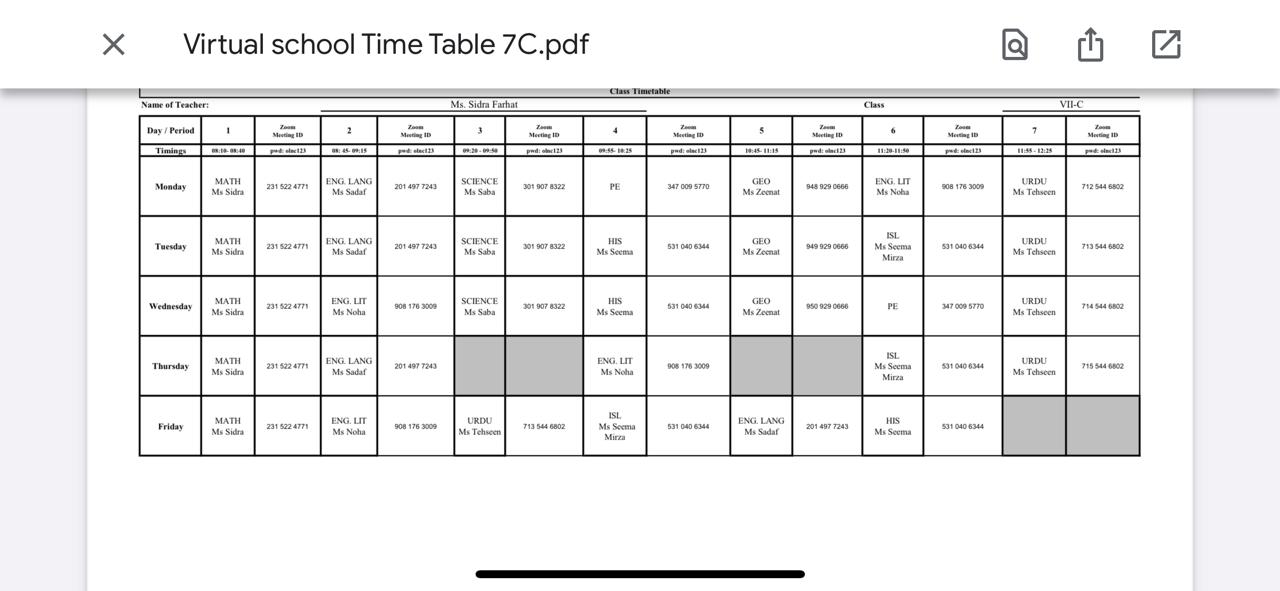 Virtual school Time Table 7C.pdf
Class Timetable
Name of Teacher: Ms. Sidra Farhat Class VII-C
Day / Period 1 Zoom Meeting ID 2 Zoom Meeting ID 3 Zoom Meeting ID 4 Zoom Meeting ID 5 Zoom Meeting ID 6 Zoom Meeting ID 7 Zoom Meeting ID
Timings 08:10- 08:40 pwd: olnc123 08: 45- 09:15 pwd: olnc123 09:20 - 09:50 pwd: olnc123 09:55- 10:25 pwd: olnc123 10:45- 11:15 pwd: olnc123 11:20-11:50 pwd: olnc123 11:55 - 12:25 pwd: olnc123
Monday MATH Ms Sidra 231 522 4771 ENG. LANG Ms Sadaf 201 497 7243 SCIENCE Ms Saba 301 907 8322 PE 347 009 5770 GEO Ms Zeenat 948 929 0666 ENG. LIT Ms Noha 908 176 3009 URDU Ms Tehseen 712 544 6802
Tuesday MATH Ms Sidra 231 522 4771 ENG. LANG Ms Sadaf 201 497 7243 SCIENCE Ms Saba 301 907 8322 HIS Ms Seema 531 040 6344 GEO Ms Zeenat 949 929 0666 ISL Ms Seema Mirza 531 040 6344 URDU Ms Tehseen 713 544 6802
Wednesday MATH Ms Sidra 231 522 4771 ENG. LIT Ms Noha 908 176 3009 SCIENCE Ms Saba 301 907 8322 HIS Ms Seema 531 040 6344 GEO Ms Zeenat 950 929 0666 PE 347 009 5770 URDU Ms Tehseen 714 544 6802
Thursday MATH Ms Sidra 231 522 4771 ENG. LANG Ms Sadaf 201 497 7243 ENG. LIT Ms Noha 908 176 3009 ISL Ms Seema Mirza 531 040 6344 URDU Ms Tehseen 715 544 6802
Friday MATH Ms Sidra 231 522 4771 ENG. LIT Ms Noha 908 176 3009 URDU Ms Tehseen 713 544 6802 ISL Ms Seema Mirza 531 040 6344 ENG. LANG Ms Sadaf 201 497 7243 HIS Ms Seema 531 040 6344